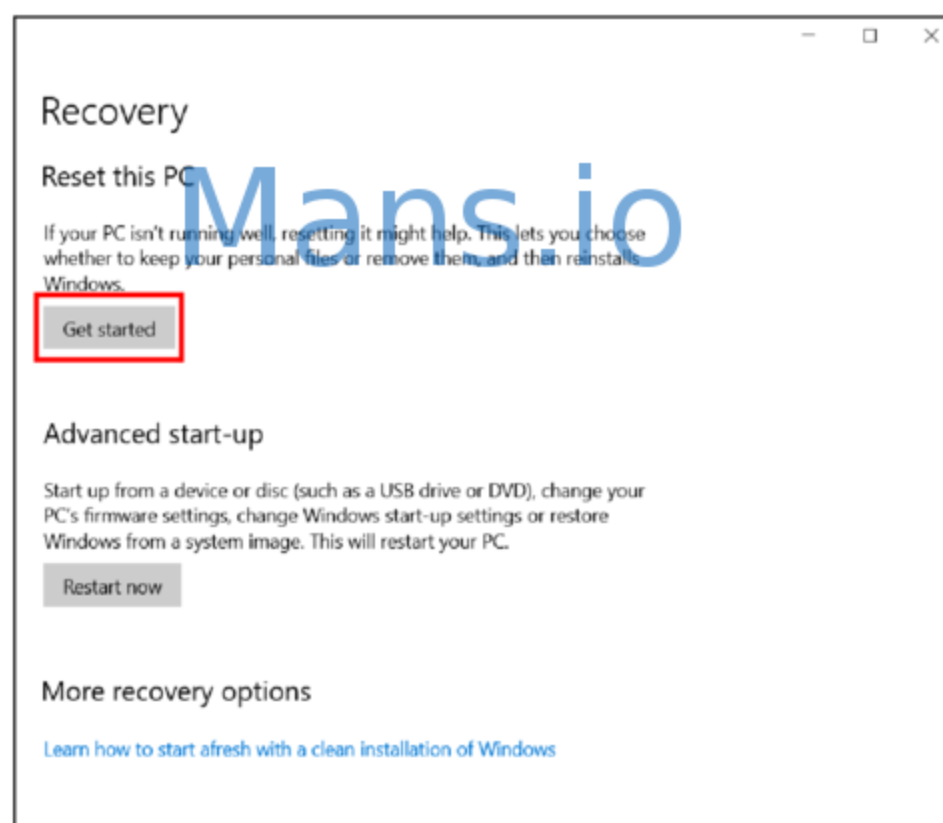 Recovery
Reset this PC
Mans.io
If your PC isn't running well, resetting it might help. This lets you choose
whether to keep your personal files or remove them, and then reinstalls
Windows.
Get started
Advanced start-up
Start up from a device or disc (such as a USB drive or DVD), change your
PC's firmware settings, change Windows start-up settings or restore
Windows from a system image. This will restart your PC.
Restart now
More recovery options
Learn how to start afresh with a clean installation of Windows